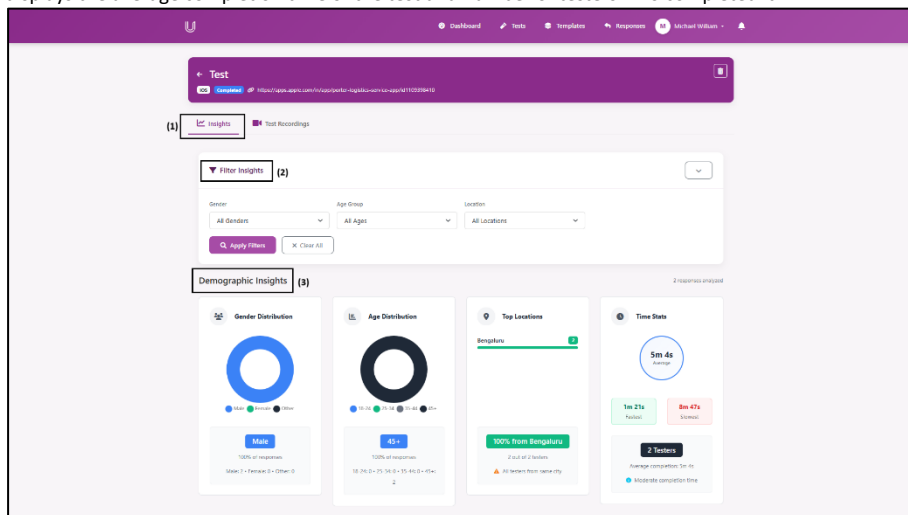 Dashboard Tests Templates Responses M Michael William
← Test
iOS Completed https://apps.apple.com/in/app/porter-logistics-service-app/id1109398418
(1) Insights Test Recordings
Filter Insights (2)
Gender Age Group Location
All Genders All Ages All Locations
Apply Filters X Clear All
Demographic Insights (3) 2 responses analyzed
Gender Distribution Age Distribution Top Locations Time Stats
Bengaluru 2
5m 4s
Average
Male Female Other 18-24 25-34 35-44 45+
1m 21s 8m 47s
Fastest Slowest
Male 45+ 100% from Bengaluru 2 Testers
100% of responses 100% of responses 2 out of 2 testers Average completion: 5m 4s
Male: 2 • Female: 0 • Other: 0 18-24: 0 • 25-34: 0 • 35-44: 0 • 45+: 2 All testers from same city Moderate completion time